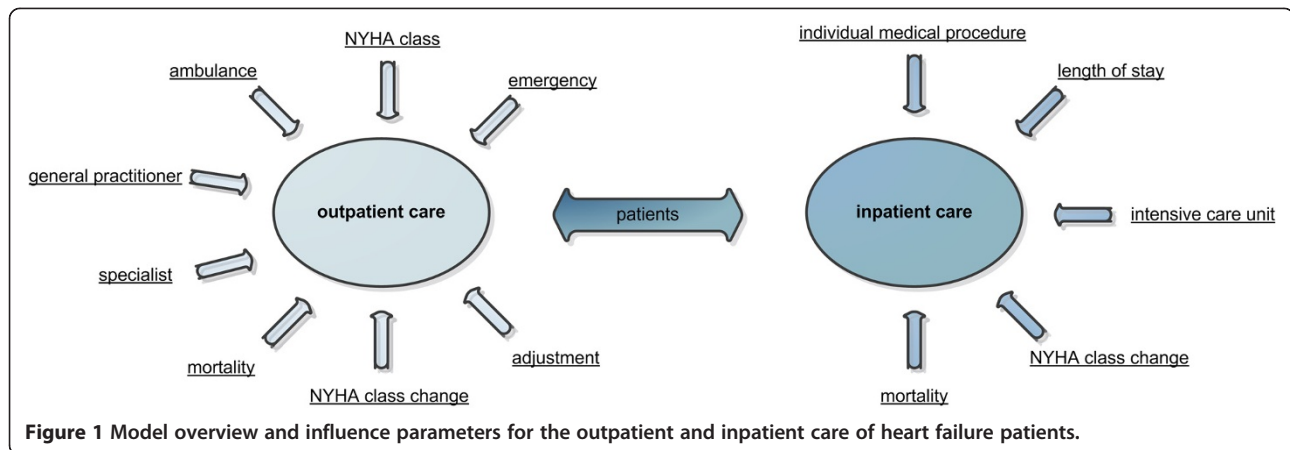 NYHA class
ambulance
emergency
general practitioner
outpatient care
specialist
mortality
NYHA class change
adjustment
patients
individual medical procedure
length of stay
inpatient care
intensive care unit
NYHA class change
mortality
Figure 1 Model overview and influence parameters for the outpatient and inpatient care of heart failure patients.